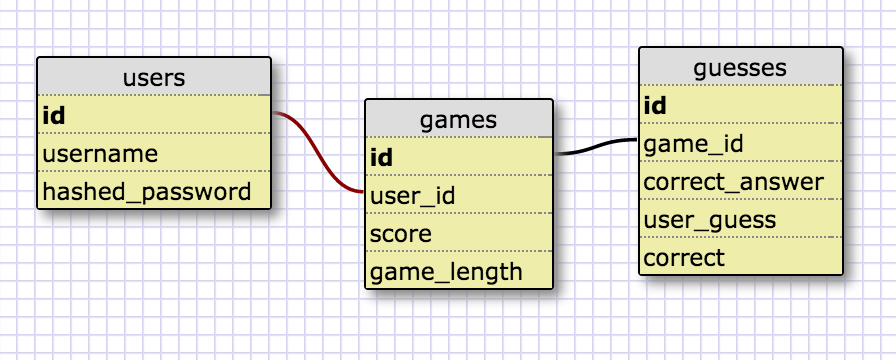 users
id
username
hashed_password
games
id
user_id
score
game_length
guesses
id
game_id
correct_answer
user_guess
correct